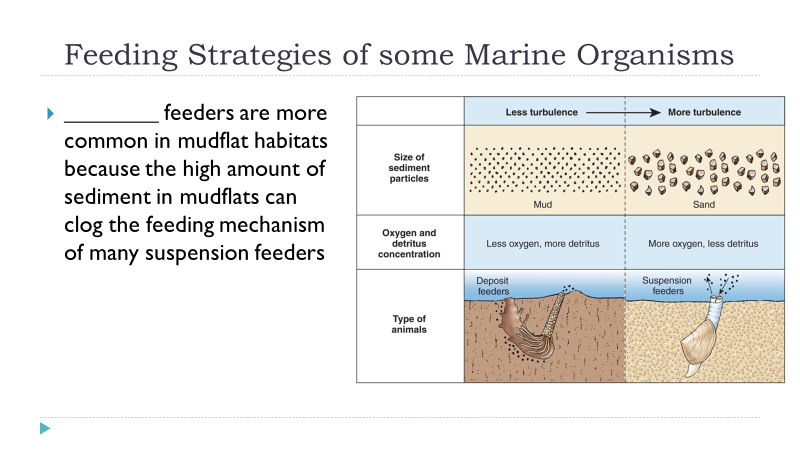 Feeding Strategies of some Marine Organisms
________ feeders are more
common in mudflat habitats
because the high amount of
sediment in mudflats can
clog the feeding mechanism
of many suspension feeders
Less turbulence
More turbulence
Size of
sediment
particles
Mud
Sand
Oxygen and
detritus
concentration
Less oxygen, more detritus
More oxygen, less detritus
Type of
animals
Deposit
feeders
Suspension
feeders